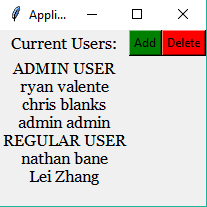 Appli...
Current Users: Add Delete
ADMIN USER
ryan valente
chris blanks
admin admin
REGULAR USER
nathan bane
Lei Zhang